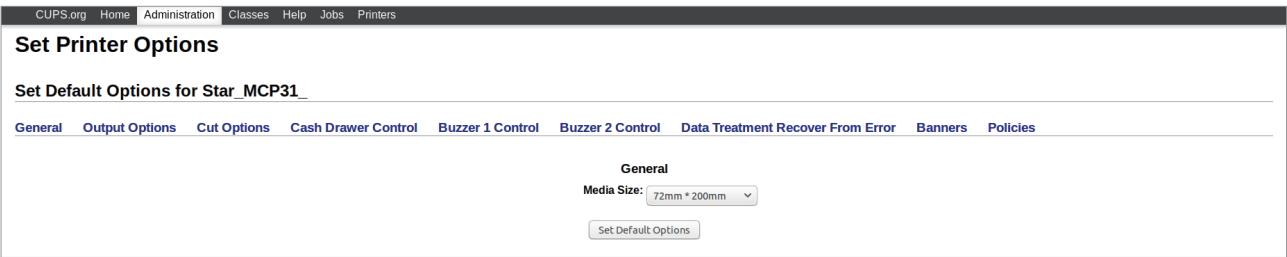 CUPS.org Home Administration Classes Help Jobs Printers
Set Printer Options
Set Default Options for Star_MCP31_
General Output Options Cut Options Cash Drawer Control Buzzer 1 Control Buzzer 2 Control Data Treatment Recover From Error Banners Policies
General
Media Size: 72mm * 200mm
Set Default Options